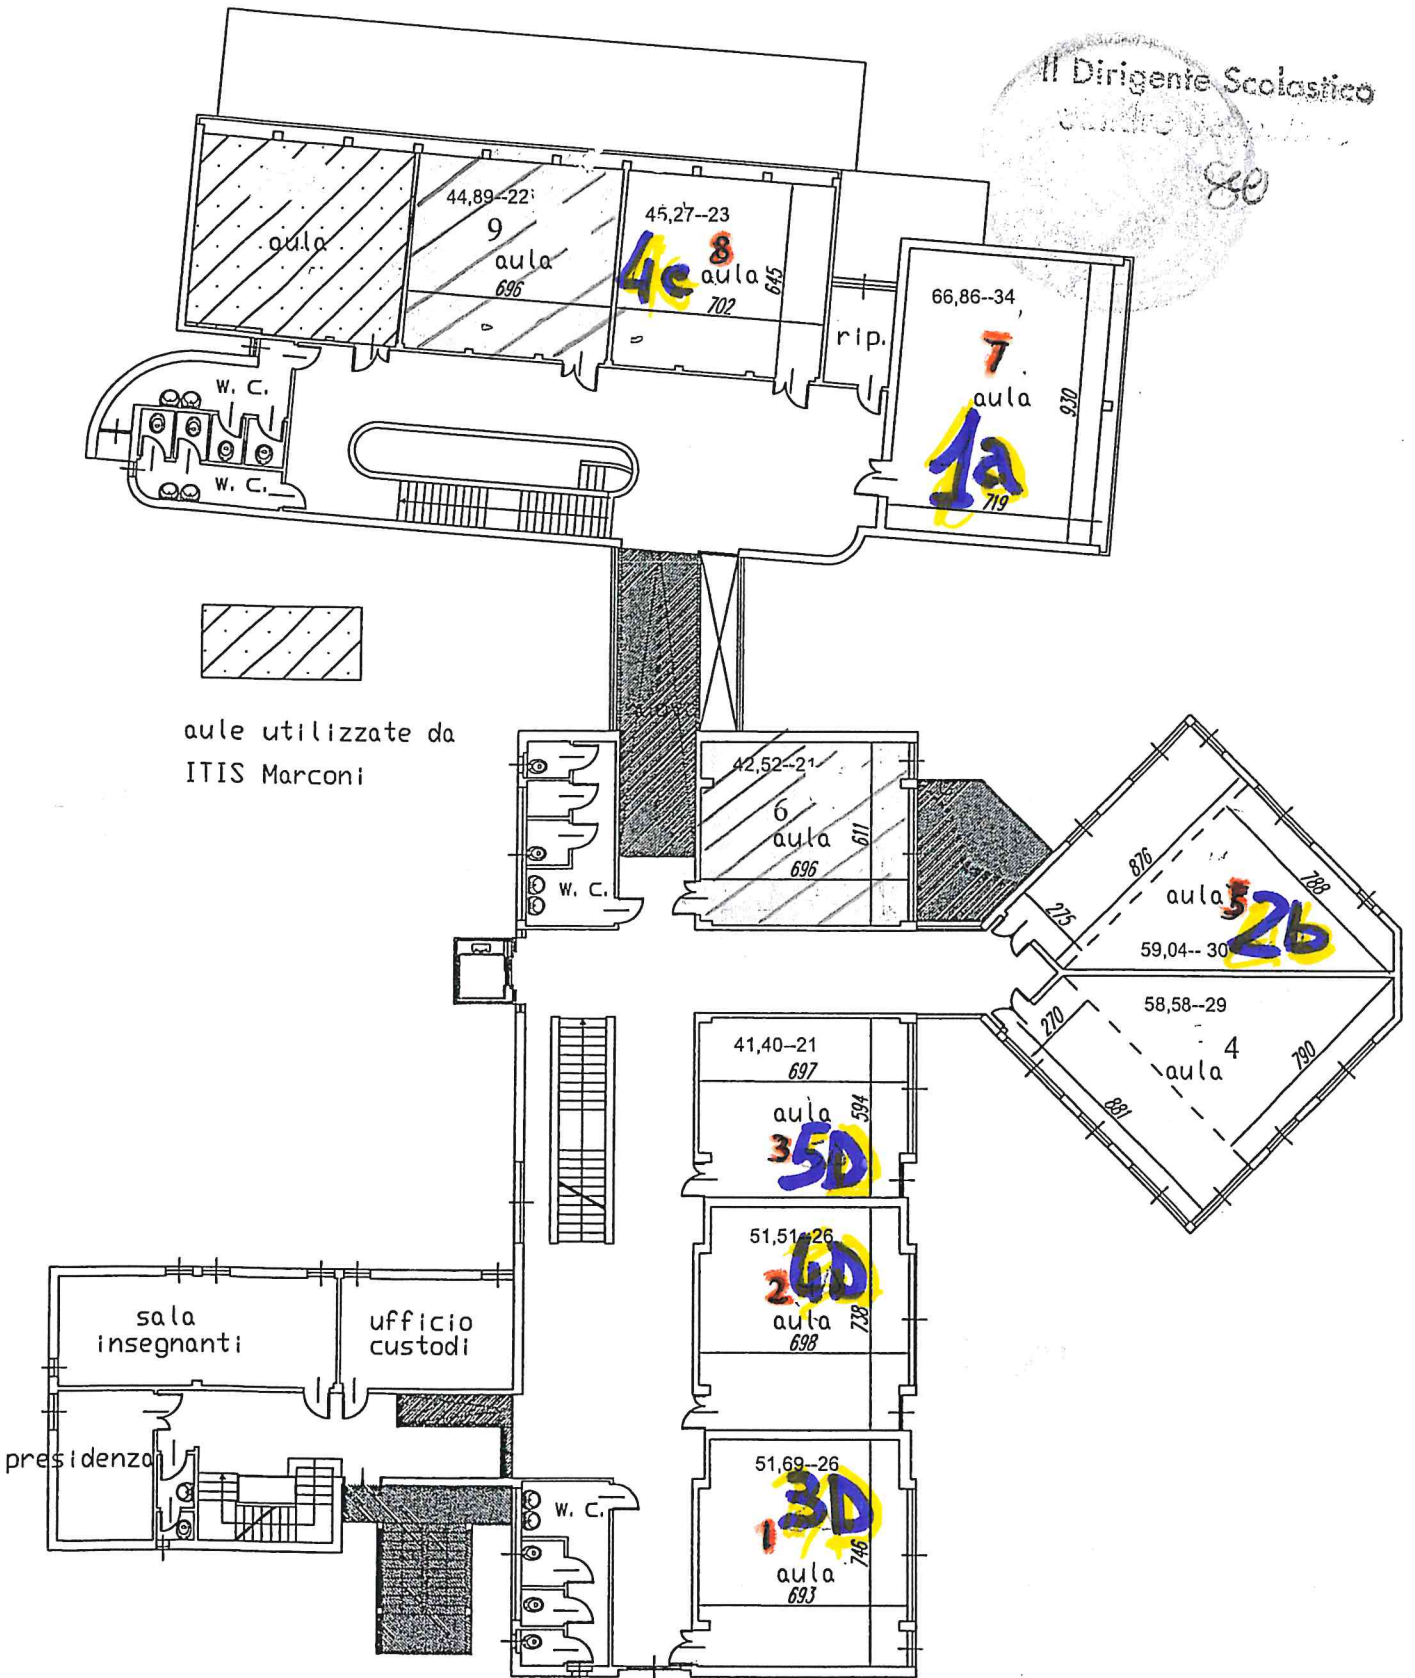 Il Dirigente Scolastico
aula
44,89--22
9
aula
696
45,27--23
8
4c
aula
645
702
rip.
66,86--34
7
aula
930
1a
719
W. C.
W. C.
aule utilizzate da
ITIS Marconi
42,52--21
6
aula
611
696
W. C.
876
788
aula 5 2b
275
59,04-- 30
58,58--29
270
4
aula
790
881
41,40--21
697
aula
594
3 5D
51,51--26
2 4D
aula
738
698
sala
insegnanti
ufficio
custodi
presidenza
51,69--26
3D
1
W. C.
746
aula
693